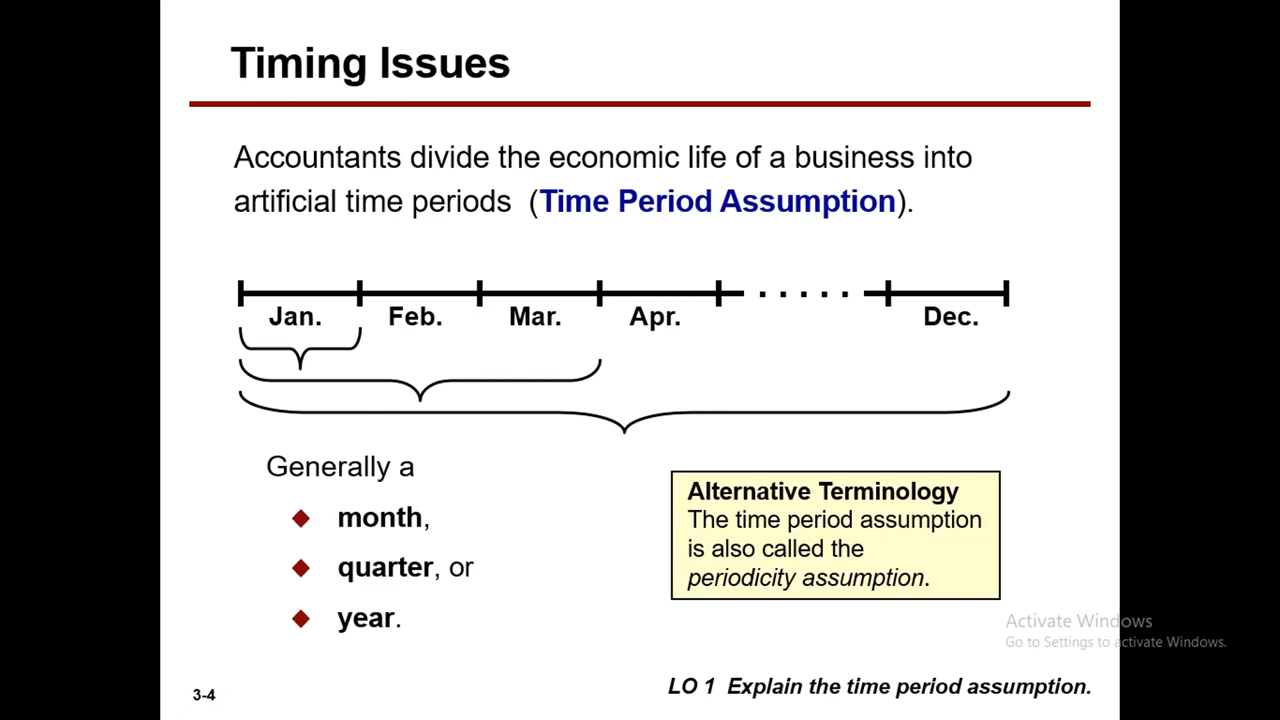 Timing Issues
Accountants divide the economic life of a business into
artificial time periods (Time Period Assumption).
Jan. Feb. Mar. Apr. ..... Dec.
Generally a
month,
quarter, or
year.
Alternative Terminology
The time period assumption
is also called the
periodicity assumption.
Activate Windows
Go to Settings to activate Windows.
3-4
LO 1 Explain the time period assumption.